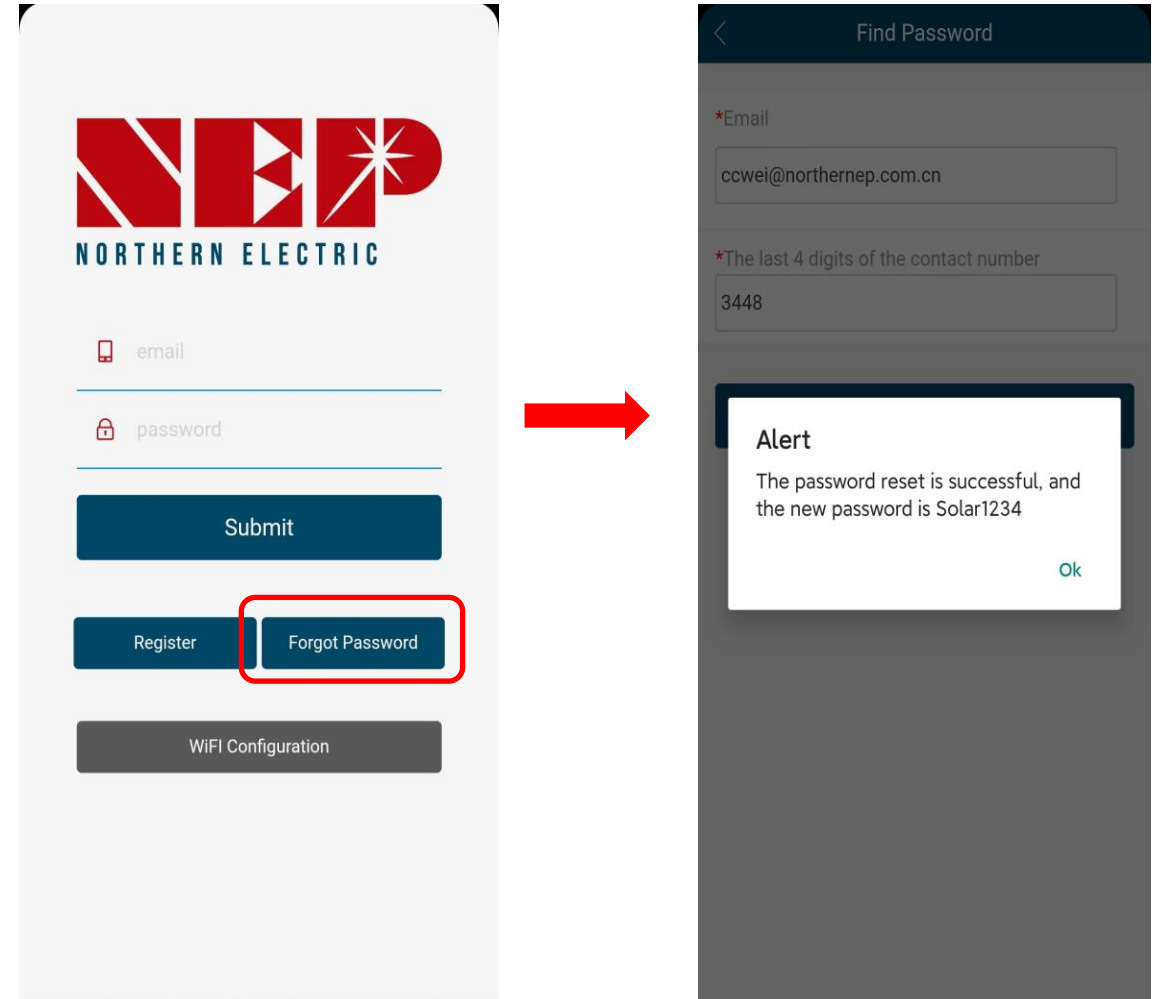 NEP
NORTHERN ELECTRIC
email
password
Submit
Register
Forgot Password
WiFI Configuration
Find Password
*Email
ccwei@northernep.com.cn
*The last 4 digits of the contact number
3448
Alert
The password reset is successful, and
the new password is Solar1234
Ok